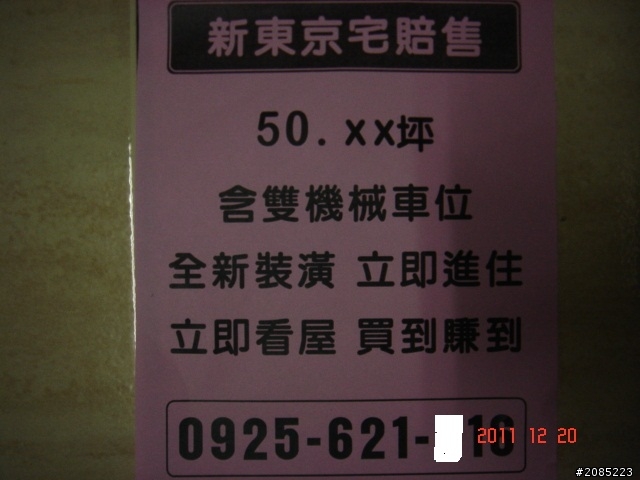 新東京宅賠售
50.xx坪
含雙機械車位
全新裝潢 立即進住
立即看屋 買到賺到
0925-621- 10
2011 12 20
#2085223